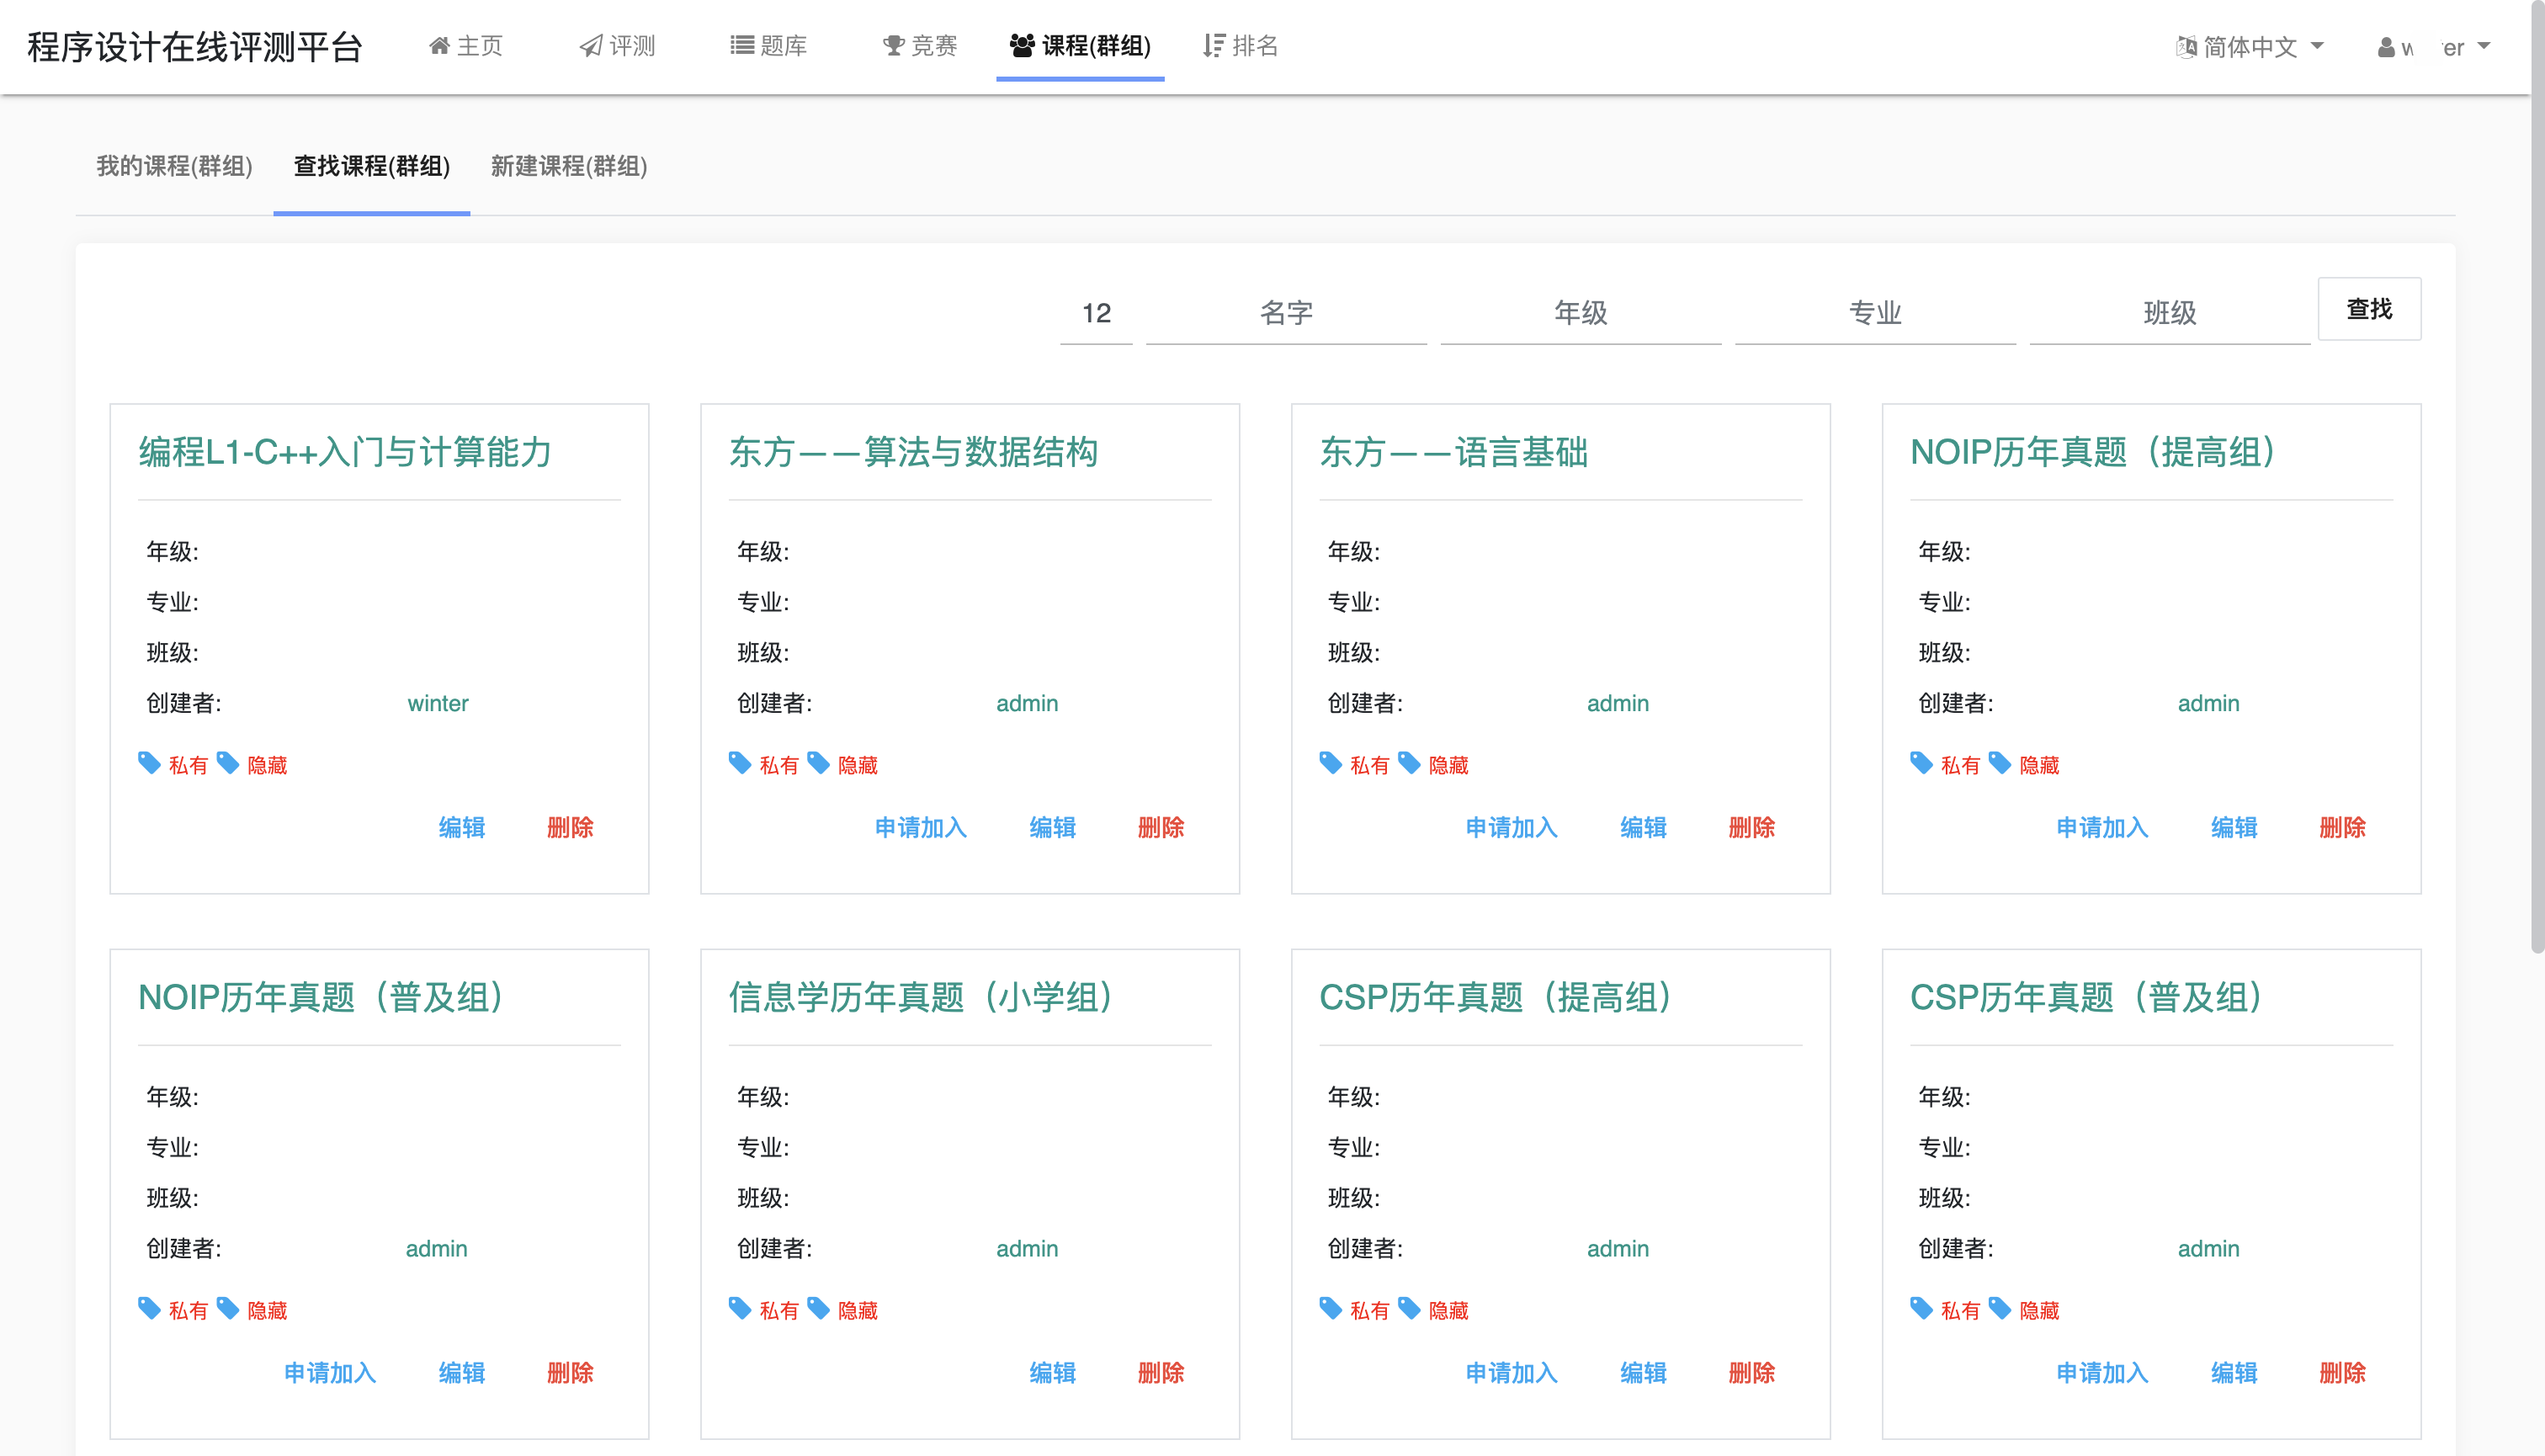 程序设计在线评测平台 主页 评测 题库 竞赛 课程(群组) 排名 简体中文
我的课程(群组) 查找课程(群组) 新建课程(群组)
12 名字 年级 专业 班级 查找
编程L1-C++入门与计算能力 东方——算法与数据结构 东方——语言基础 NOIP历年真题（提高组）
年级: 年级: 年级: 年级:
专业: 专业: 专业: 专业:
班级: 班级: 班级: 班级:
创建者: winter 创建者: admin 创建者: admin 创建者: admin
私有 隐藏 私有 隐藏 私有 隐藏 私有 隐藏
编辑 删除 申请加入 编辑 删除 申请加入 编辑 删除 申请加入 编辑 删除
NOIP历年真题（普及组） 信息学历年真题（小学组） CSP历年真题（提高组） CSP历年真题（普及组）
年级: 年级: 年级: 年级:
专业: 专业: 专业: 专业:
班级: 班级: 班级: 班级:
创建者: admin 创建者: admin 创建者: admin 创建者: admin
私有 隐藏 私有 隐藏 私有 隐藏 私有 隐藏
申请加入 编辑 删除 编辑 删除 申请加入 编辑 删除 申请加入 编辑 删除